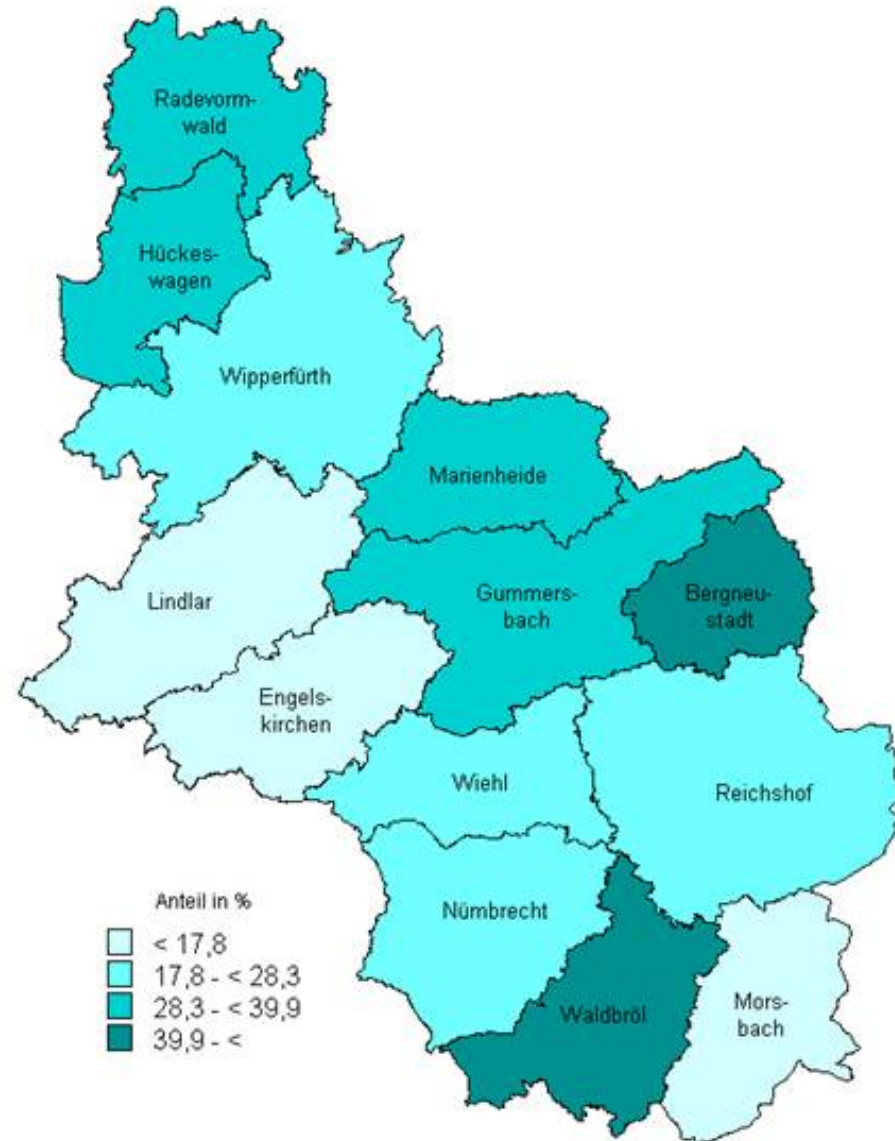 Radevorm-
wald
Hückes-
wagen
Wipperfürth
Marienheide
Lindlar
Gummers-
bach
Bergneu-
stadt
Engels-
kirchen
Wiehl
Reichshof
Nümbrecht
Waldbröl
Mors-
bach
Anteil in %
< 17,8
17,8 - < 28,3
28,3 - < 39,9
39,9 - <